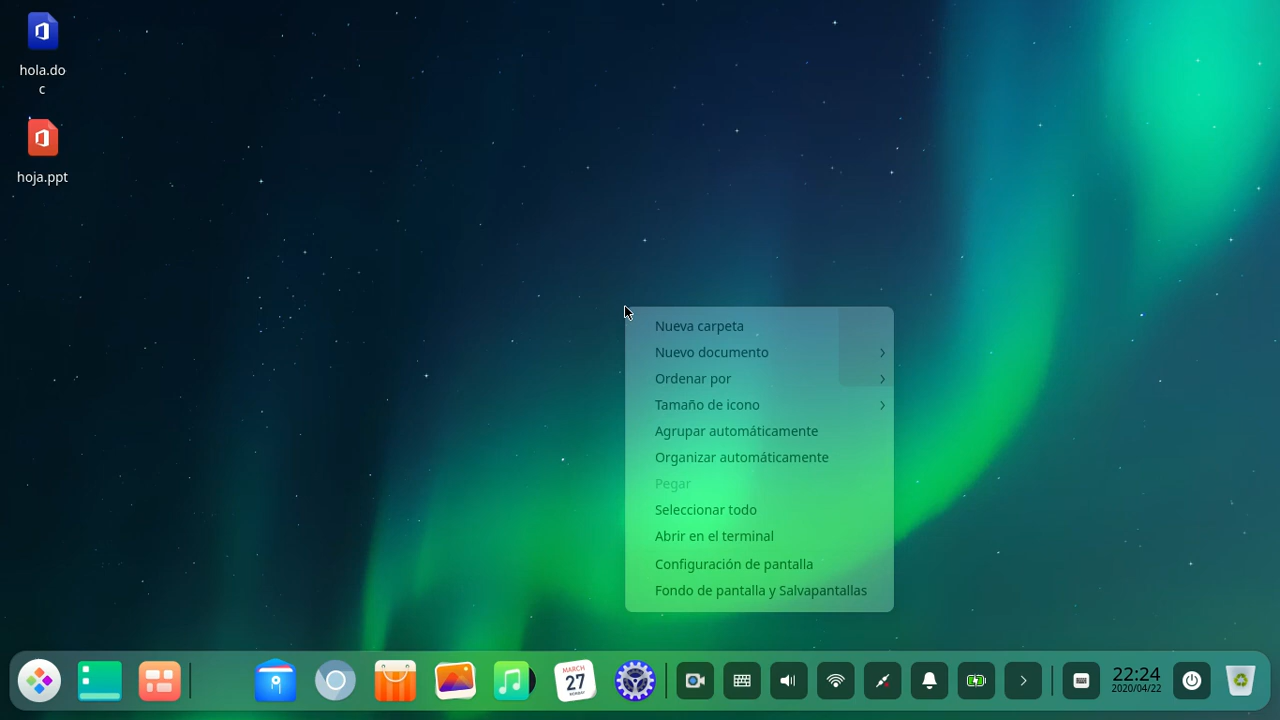 hola.do
c
hoja.ppt
Nueva carpeta
Nuevo documento
Ordenar por
Tamaño de icono
Agrupar automáticamente
Organizar automáticamente
Pegar
Seleccionar todo
Abrir en el terminal
Configuración de pantalla
Fondo de pantalla y Salvapantallas
MARCH
27
22:24
2020/04/22